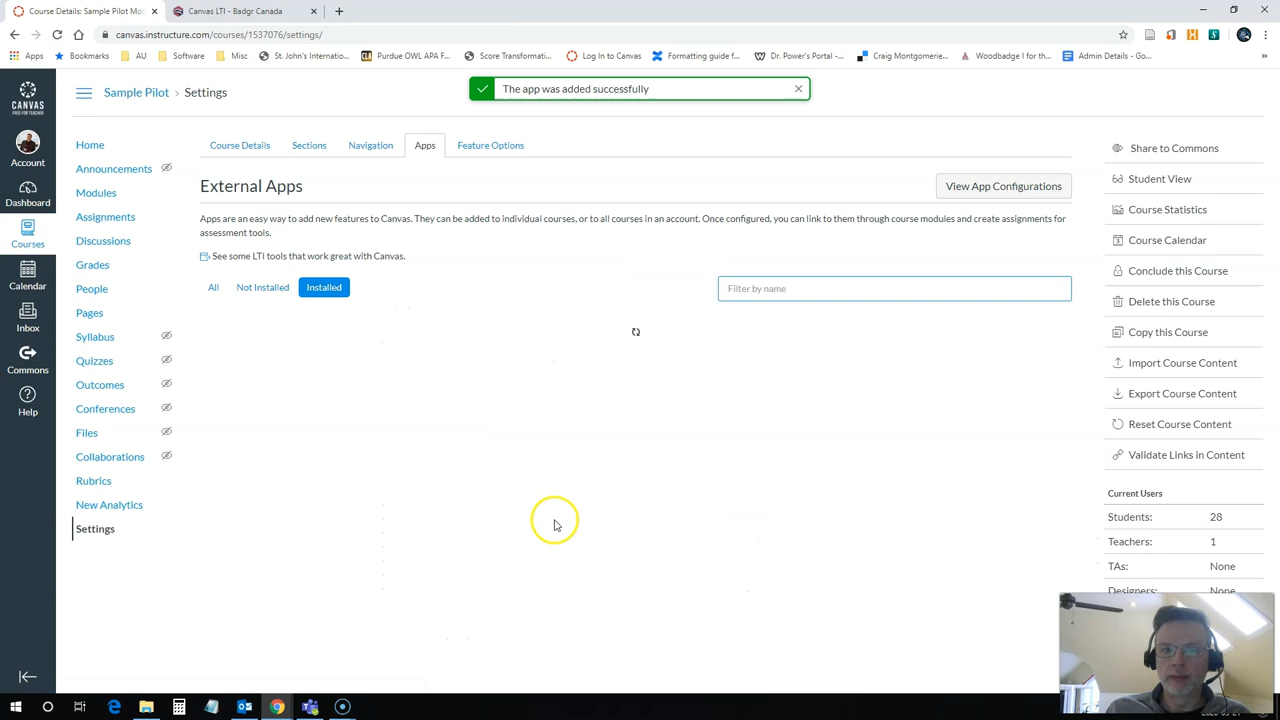 Course Details: Sample Pilot Mo
Canvas LTI - Badgr Canada
canvas.instructure.com/courses/1537076/settings/
Apps
Bookmarks
AU
Software
Misc
St. John's Internatio...
Purdue OWL APA F...
Score Transformati...
Log In to Canvas
Formatting guide f...
Dr. Power's Portal -...
Craig Montgomerie...
Woodbadge I for th...
Admin Details - Go...
CANVAS
FREE FOR TEACHER
Account
Dashboard
Courses
Calendar
Inbox
Commons
Help
Sample Pilot › Settings
The app was added successfully
Home
Announcements
Modules
Assignments
Discussions
Grades
People
Pages
Syllabus
Quizzes
Outcomes
Conferences
Files
Collaborations
Rubrics
New Analytics
Settings
Course Details
Sections
Navigation
Apps
Feature Options
External Apps
View App Configurations
Apps are an easy way to add new features to Canvas. They can be added to individual courses, or to all courses in an account. Once configured, you can link to them through course modules and create assignments for
assessment tools.
See some LTI tools that work great with Canvas.
All
Not Installed
Installed
Filter by name
Share to Commons
Student View
Course Statistics
Course Calendar
Conclude this Course
Delete this Course
Copy this Course
Import Course Content
Export Course Content
Reset Course Content
Validate Links in Content
Current Users
Students: 28
Teachers: 1
TAs: None
Designers: None